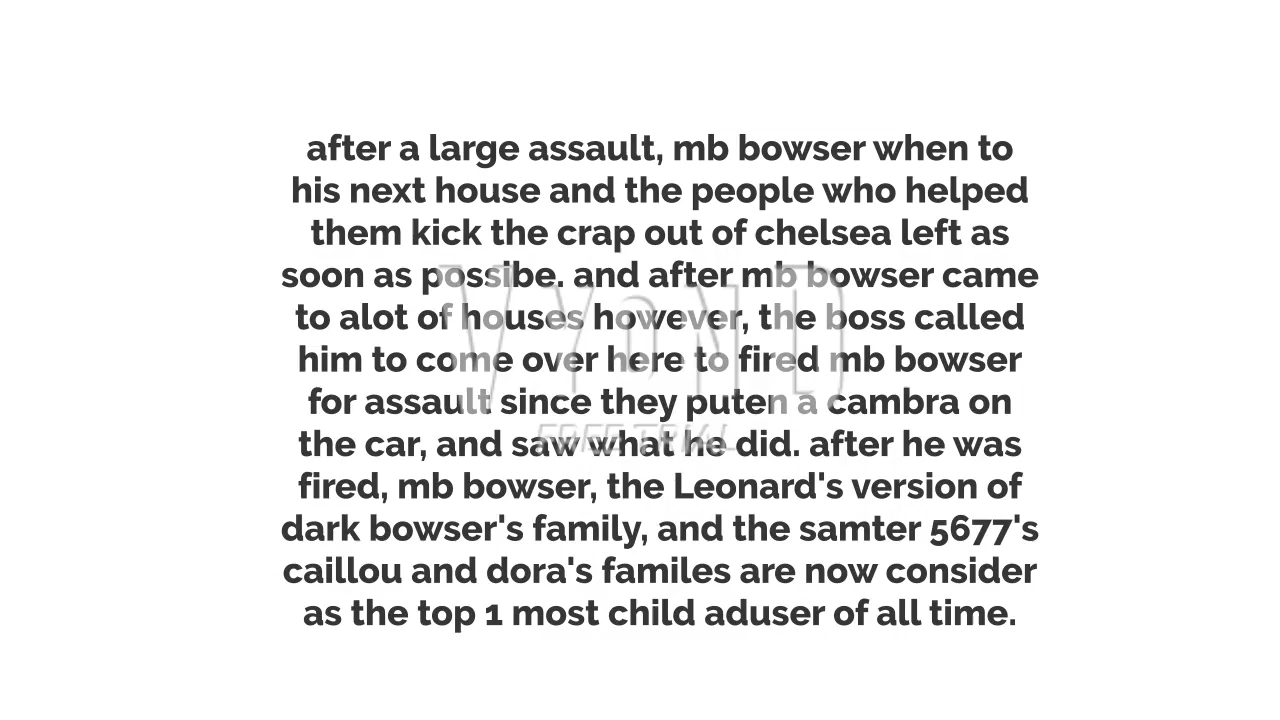 after a large assault, mb bowser when to
his next house and the people who helped
them kick the crap out of chelsea left as
soon as possibe. and after mb bowser came
to alot of houses however, the boss called
him to come over here to fired mb bowser
for assault since they puten a cambra on
the car, and saw what he did. after he was
fired, mb bowser, the Leonard's version of
dark bowser's family, and the samter 5677's
caillou and dora's familes are now consider
as the top 1 most child aduser of all time.
VYOND
FREE TRIAL